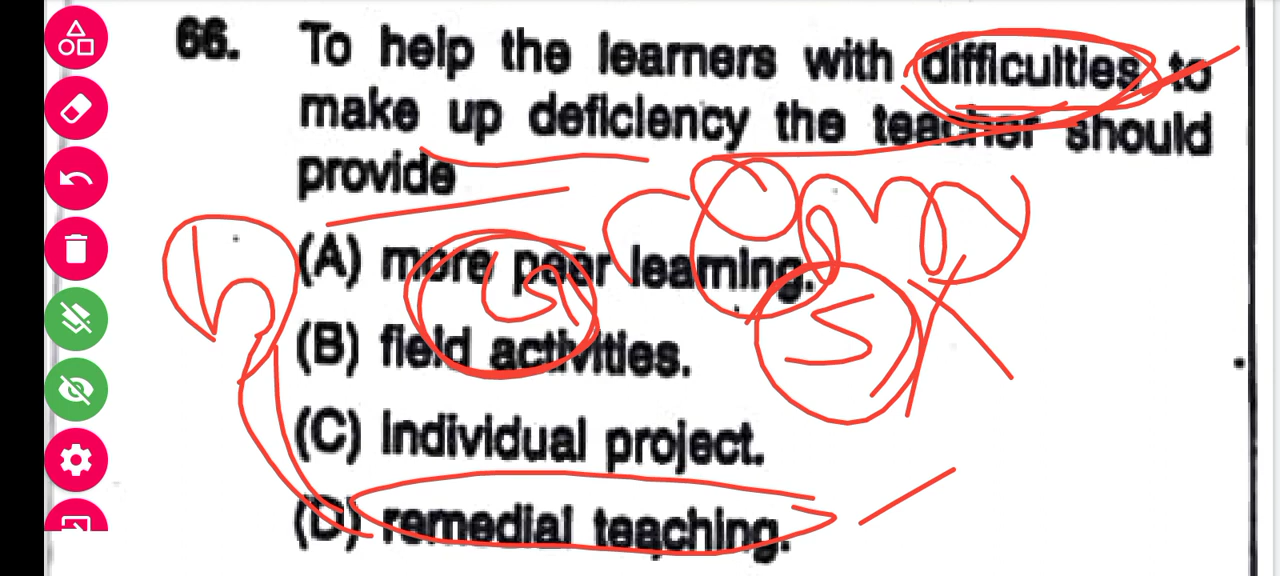 66. To help the learners with difficulties to
make up deficiency the teacher should
provide
(A) more peer learning.
(B) field activities.
(C) individual project.
(D) remedial teaching.